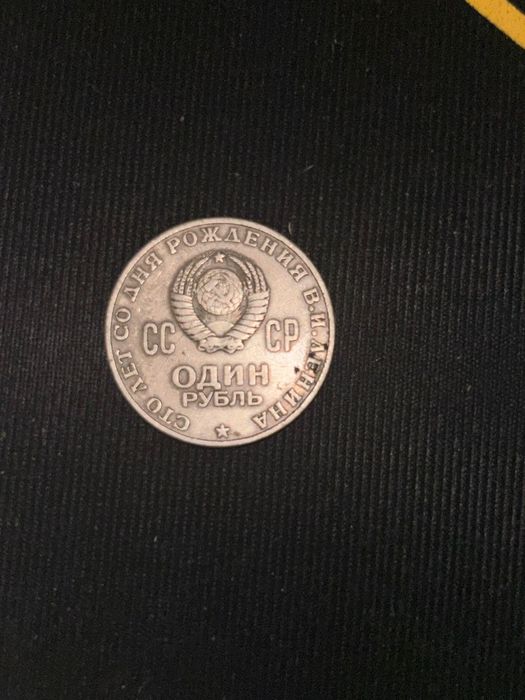 СТО ЛЕТ СО ДНЯ РОЖДЕНИЯ В.И.ЛЕНИНА
СС СР
ОДИН
РУБЛЬ